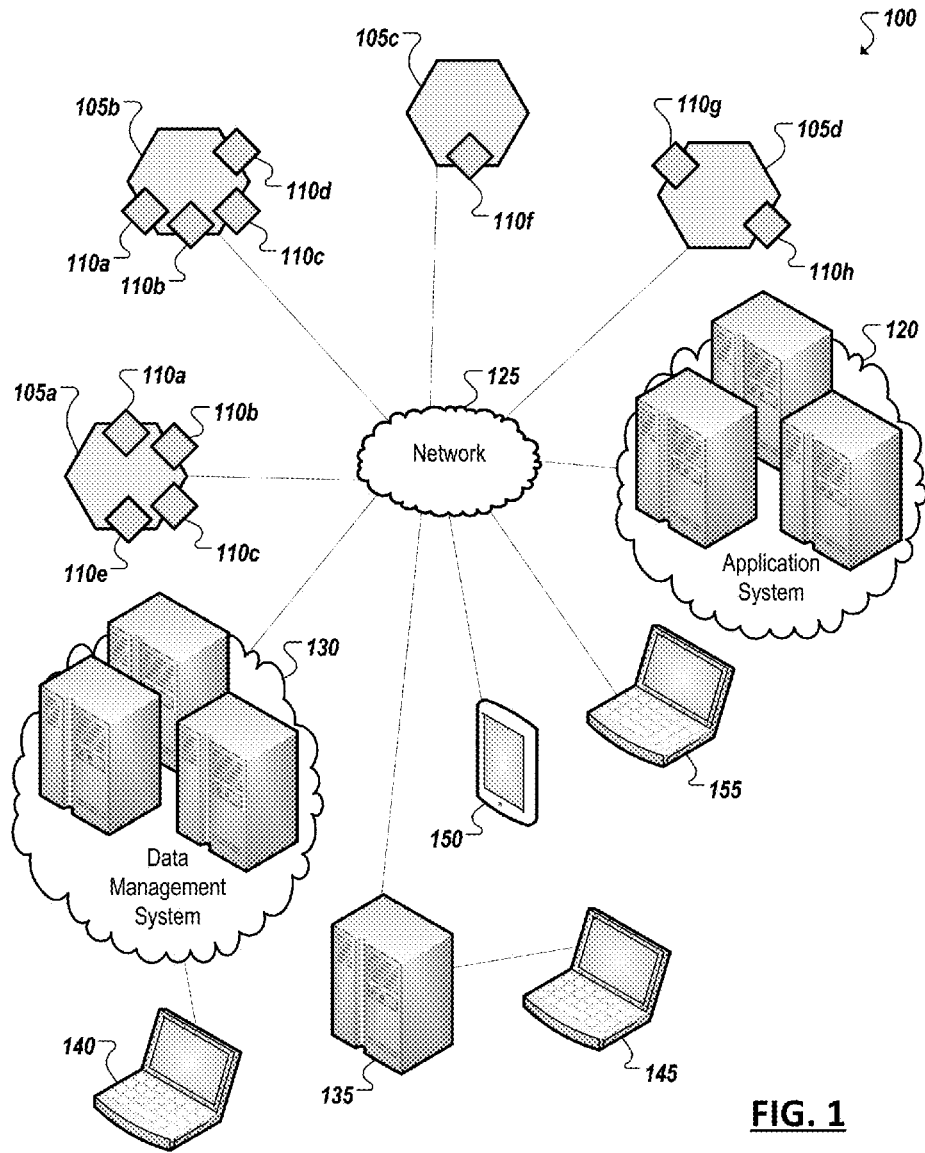 100
105c
105b
110g
105d
110d
110f
110a
110c
110b
110h
120
125
110a
105a
110b
Network
110e
110c
Application
System
130
155
150
Data
Management
System
140
135
145
FIG. 1